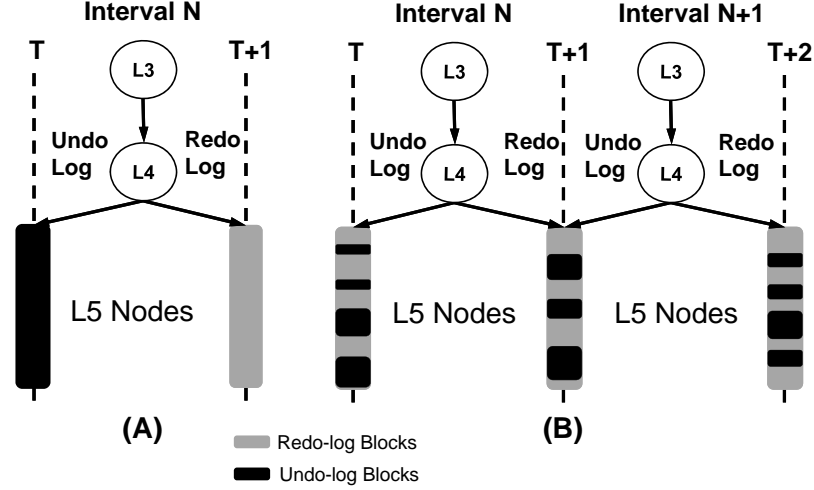 Interval N
T
T+1
L3
Undo
Log
Redo
Log
L4
L5 Nodes
(A)
Interval N
Interval N+1
T
T+1
T+2
L3
L3
Undo
Log
Redo
Log
Undo
Log
Redo
Log
L4
L4
L5 Nodes
L5 Nodes
(B)
Redo-log Blocks
Undo-log Blocks